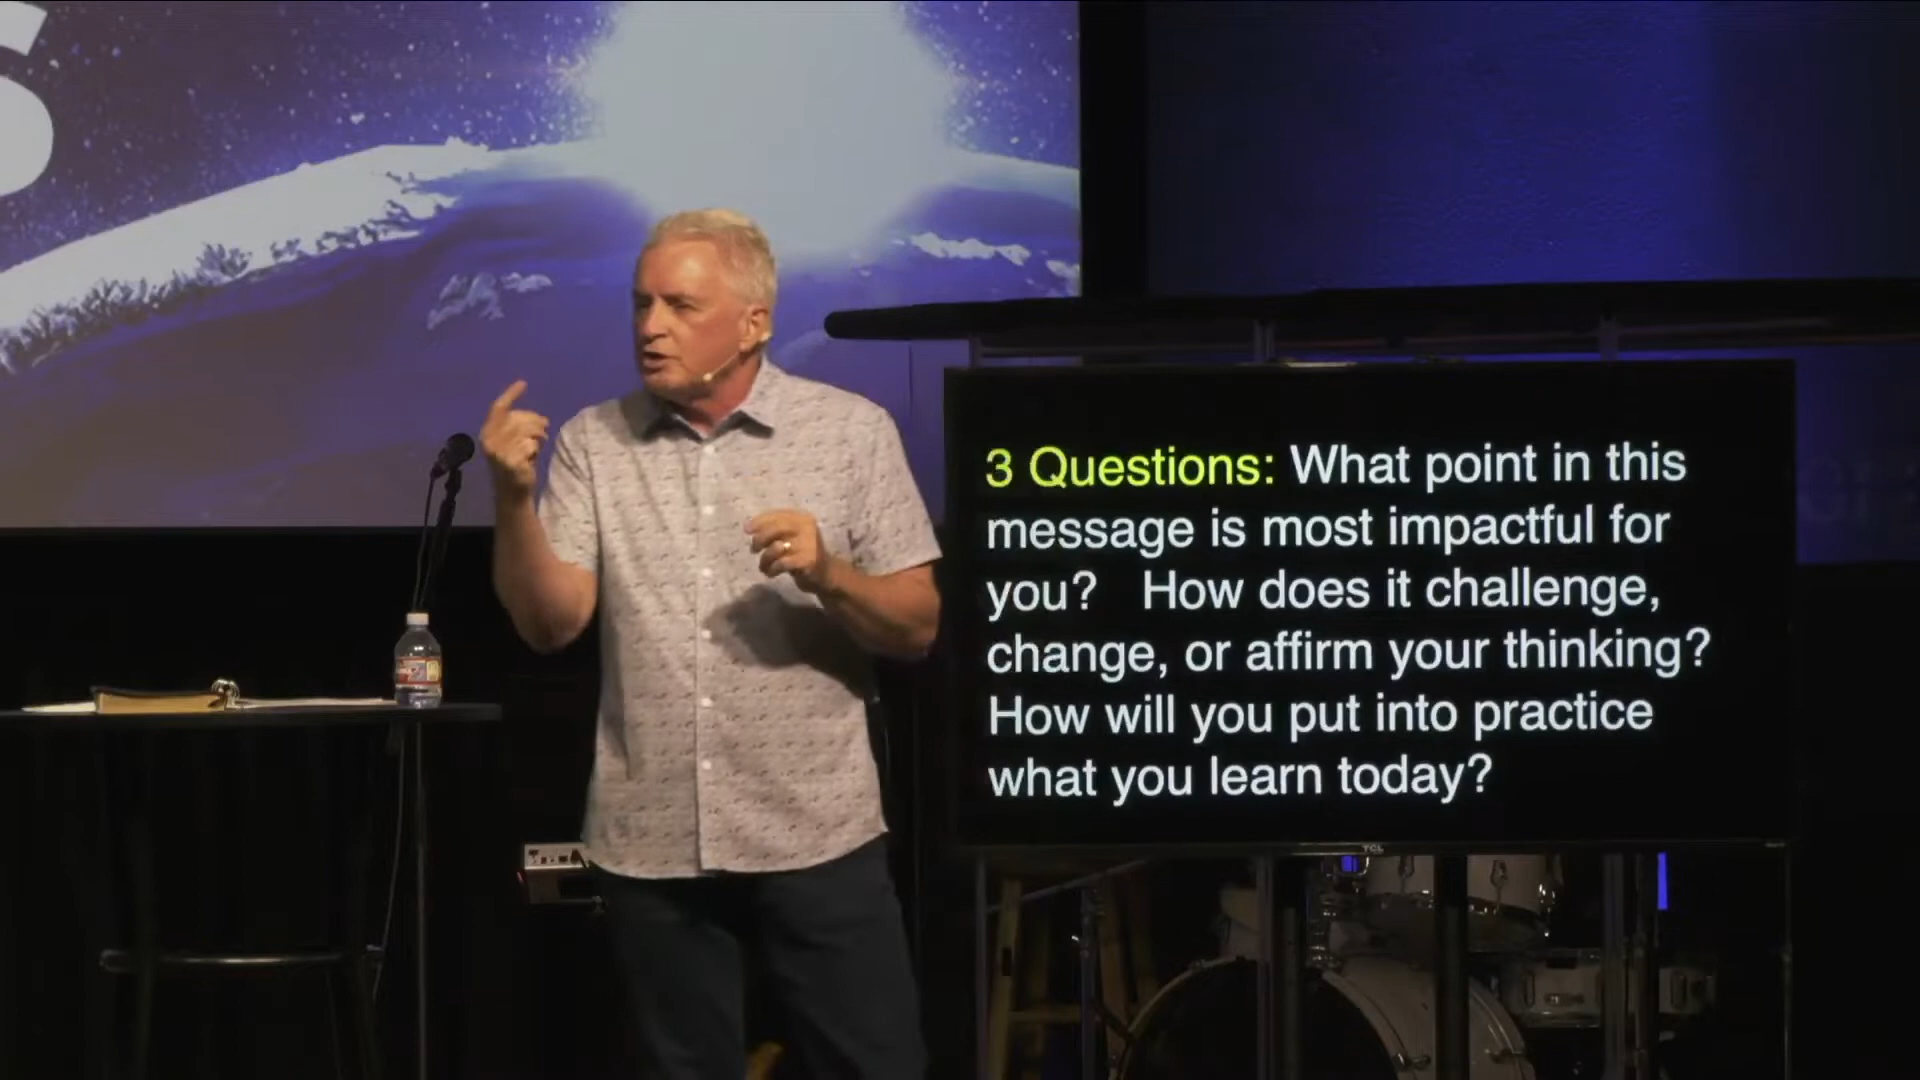 S
3 Questions: What point in this
message is most impactful for
you? How does it challenge,
change, or affirm your thinking?
How will you put into practice
what you learn today?
TCL